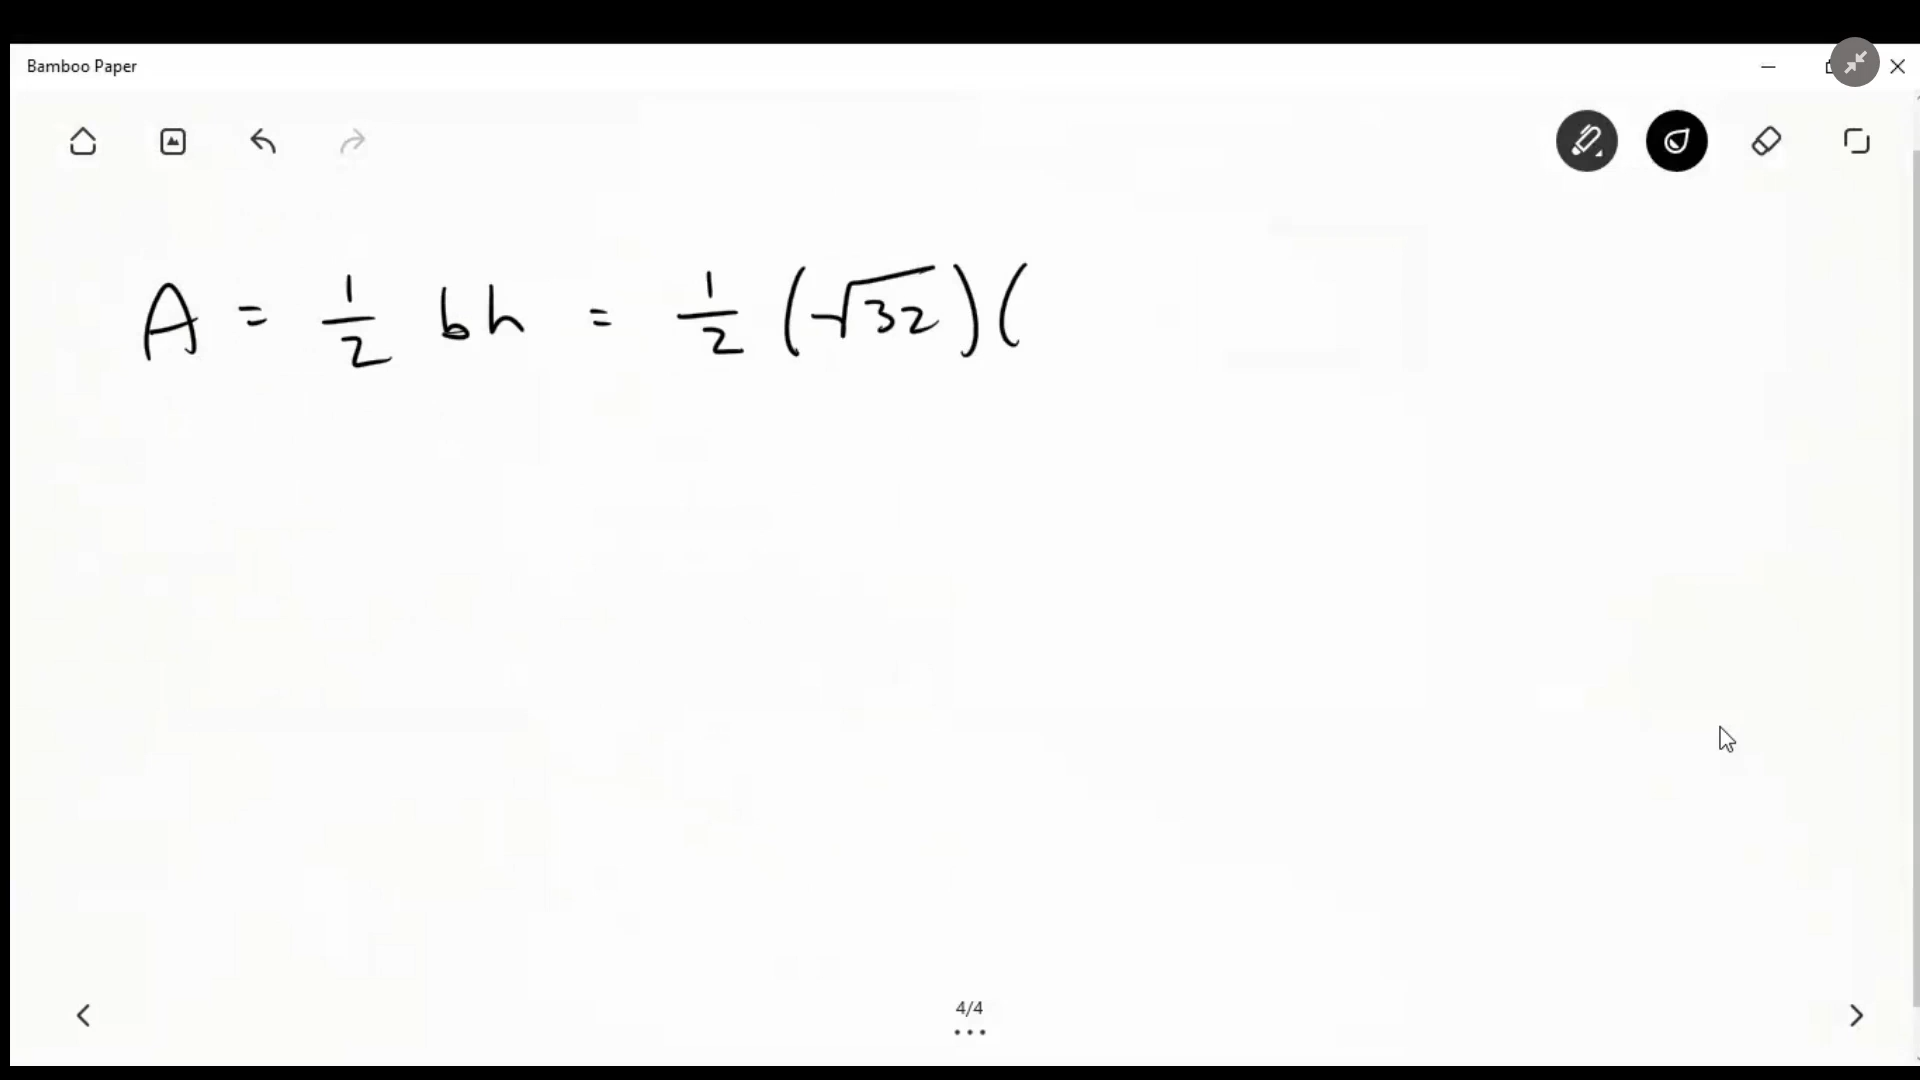 Bamboo Paper
A = 1/2 bh = 1/2 (√32)(
4/4